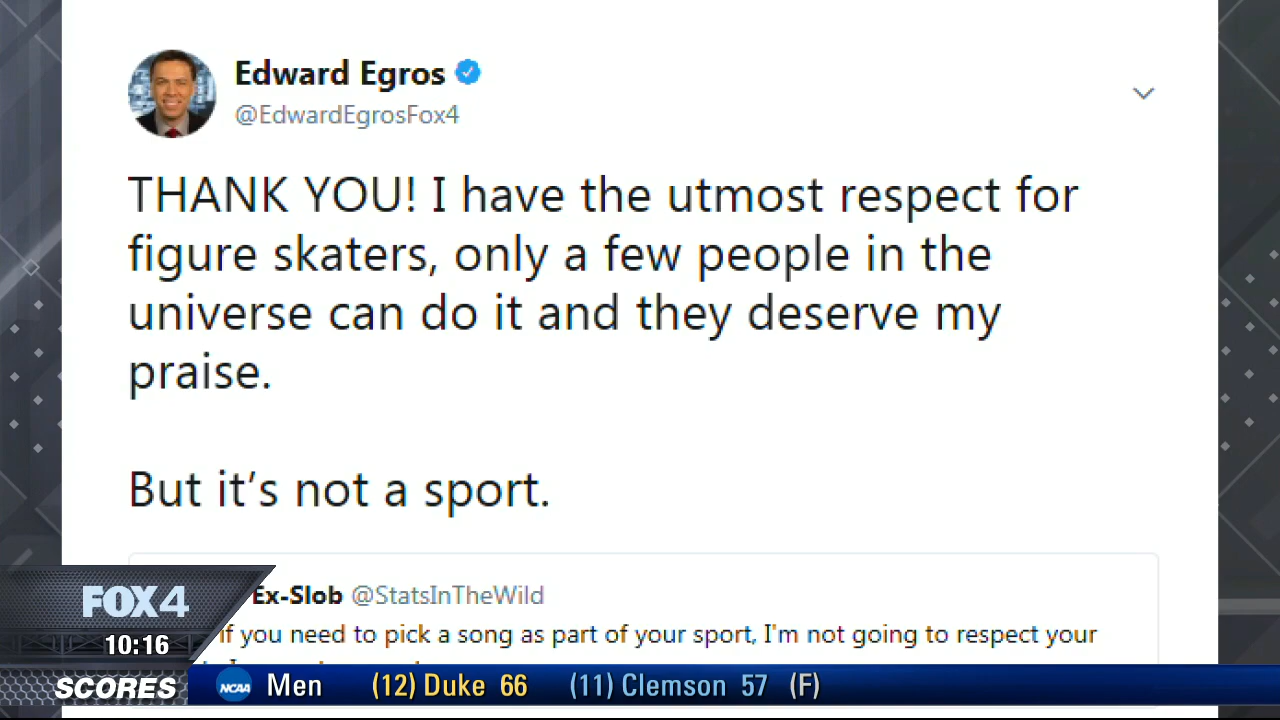 Edward Egros
@EdwardEgrosFox4
THANK YOU! I have the utmost respect for
figure skaters, only a few people in the
universe can do it and they deserve my
praise.
But it's not a sport.
Ex-Slob @StatsInTheWild
if you need to pick a song as part of your sport, I'm not going to respect your
FOX 4
10:16
SCORES NCAA Men (12) Duke 66 (11) Clemson 57 (F)